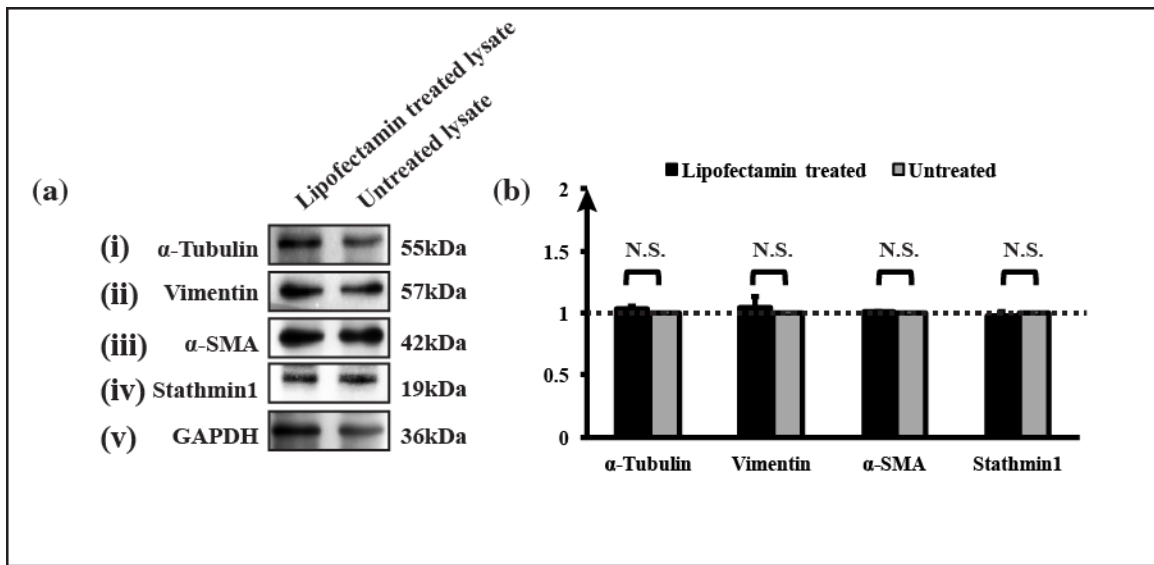 Lipofectamin treated lysate
Untreated lysate
(a)
(i) α-Tubulin 55kDa
(ii) Vimentin 57kDa
(iii) α-SMA 42kDa
(iv) Stathmin1 19kDa
(v) GAPDH 36kDa
(b)
Lipofectamin treated Untreated
2
1.5
1
0.5
0
N.S. N.S. N.S. N.S.
α-Tubulin Vimentin α-SMA Stathmin1